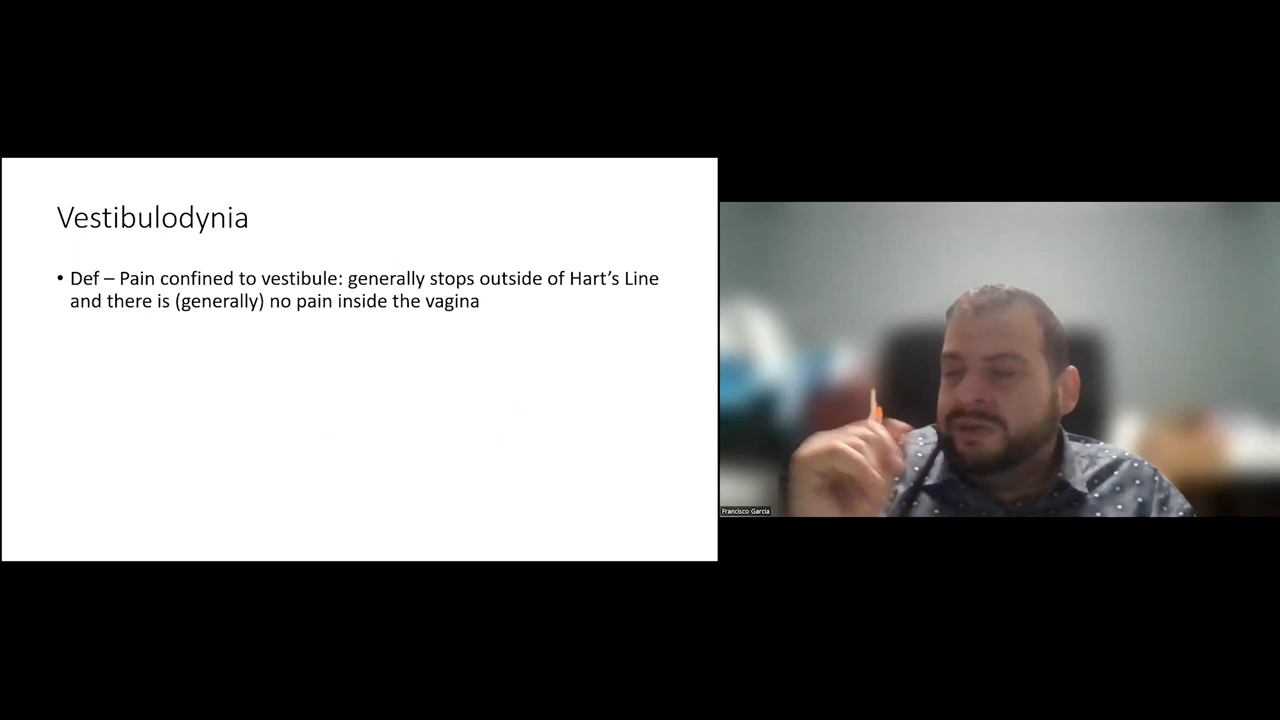 Vestibulodynia
• Def – Pain confined to vestibule: generally stops outside of Hart’s Line
and there is (generally) no pain inside the vagina
Francisco Garcia